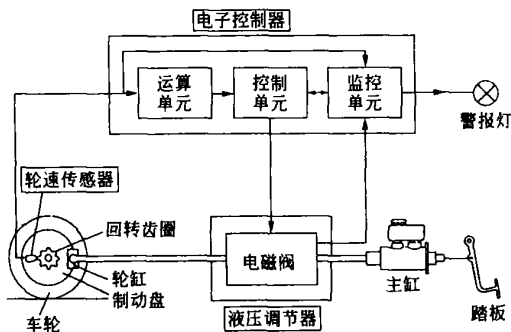 电子控制器
运算
单元
控制
单元
监控
单元
警报灯
轮速传感器
回转齿圈
轮缸
制动盘
车轮
电磁阀
液压调节器
主缸
踏板